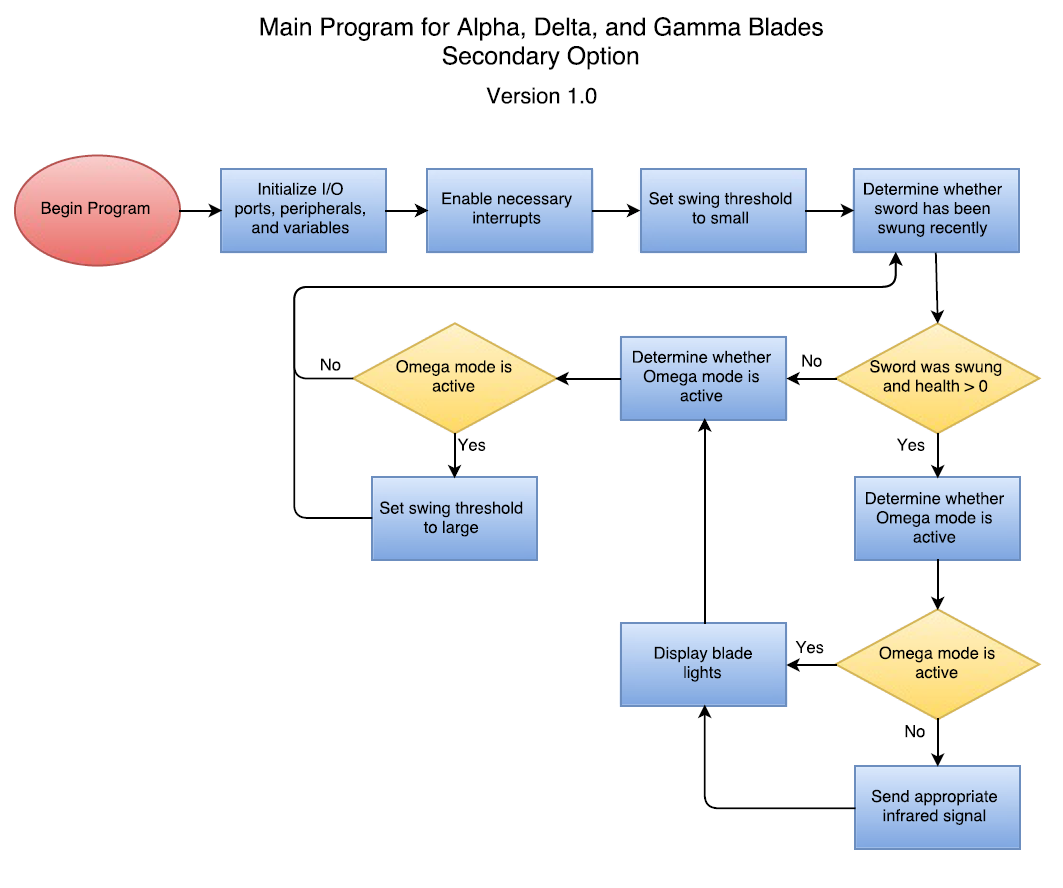 Main Program for Alpha, Delta, and Gamma Blades
Secondary Option
Version 1.0
Begin Program
Initialize I/O
ports, peripherals,
and variables
Enable necessary
interrupts
Set swing threshold
to small
Determine whether
sword has been
swung recently
Sword was swung
and health > 0
No
Determine whether
Omega mode is
active
Omega mode is
active
No
Yes
Set swing threshold
to large
Yes
Determine whether
Omega mode is
active
Omega mode is
active
Yes
Display blade
lights
No
Send appropriate
infrared signal